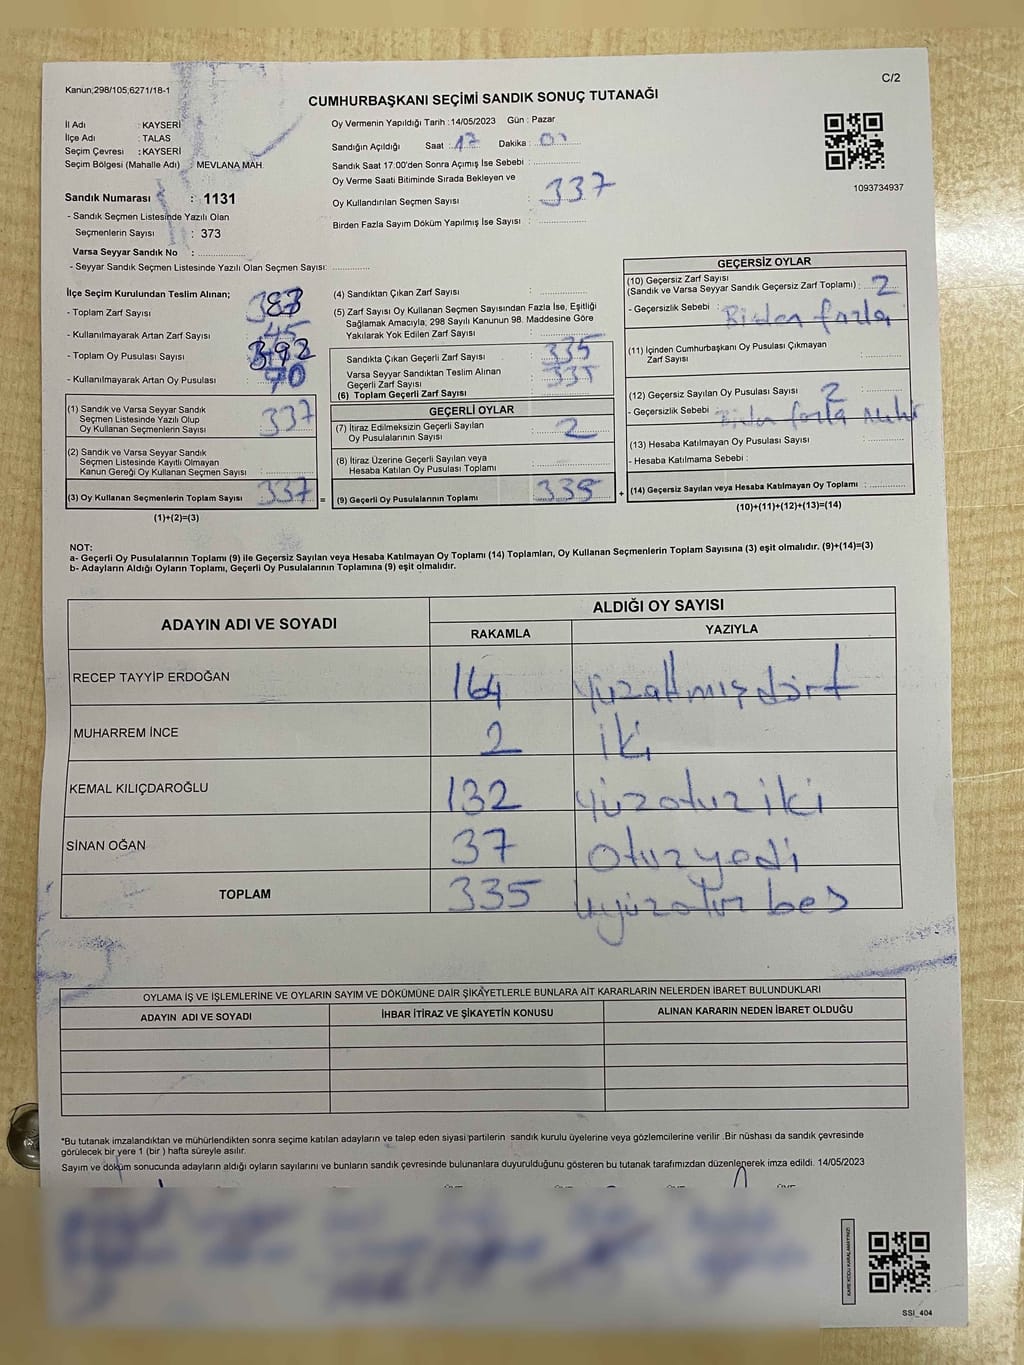 C/2
Kanun;298/105;6271/18-1
CUMHURBAŞKANI SEÇİMİ SANDIK SONUÇ TUTANAĞI
İl Adı : KAYSERİ
İlçe Adı : TALAS
Seçim Çevresi : KAYSERİ
Seçim Bölgesi (Mahalle Adı) : MEVLANA MAH.
Oy Vermenin Yapıldığı Tarih :14/05/2023 Gün : Pazar
Sandığın Açıldığı Saat : 17 Dakika :
Sandık Saat 17:00'den Sonra Açımış İse Sebebi :
Oy Verme Saati Bitiminde Sırada Bekleyen ve
Oy Kullandırılan Seçmen Sayısı : 337
Birden Fazla Sayım Döküm Yapılmış İse Sayısı :
1093734937
Sandık Numarası : 1131
- Sandık Seçmen Listesinde Yazılı Olan
Seçmenlerin Sayısı : 373
Varsa Seyyar Sandık No :
- Seyyar Sandık Seçmen Listesinde Yazılı Olan Seçmen Sayısı:
İlçe Seçim Kurulundan Teslim Alınan;
- Toplam Zarf Sayısı :
- Kullanılmayarak Artan Zarf Sayısı : 45
- Toplam Oy Pusulası Sayısı : 392
- Kullanılmayarak Artan Oy Pusulası : 70
(1) Sandık ve Varsa Seyyar Sandık
Seçmen Listesinde Yazılı Olup
Oy Kullanan Seçmenlerin Sayısı : 337
(2) Sandık ve Varsa Seyyar Sandık
Seçmen Listesinde Kayıtlı Olmayan
Kanun Gereği Oy Kullanan Seçmen Sayısı :
(3) Oy Kullanan Seçmenlerin Toplam Sayısı : 337 =
(1)+(2)=(3)
(4) Sandıktan Çıkan Zarf Sayısı :
(5) Zarf Sayısı Oy Kullanan Seçmen Sayısından Fazla İse, Eşitliği
Sağlamak Amacıyla, 298 Sayılı Kanunun 98. Maddesine Göre
Yakılarak Yok Edilen Zarf Sayısı :
Sandıkta Çıkan Geçerli Zarf Sayısı : 335
Varsa Seyyar Sandıktan Teslim Alınan
Geçerli Zarf Sayısı :
(6) Toplam Geçerli Zarf Sayısı : 335
GEÇERLİ OYLAR
(7) İtiraz Edilmeksizin Geçerli Sayılan
Oy Pusulalarının Sayısı : 2
(8) İtiraz Üzerine Geçerli Sayılan veya
Hesaba Katılan Oy Pusulası Toplamı :
(9) Geçerli Oy Pusulalarının Toplamı : 335 +
GEÇERSİZ OYLAR
(10) Geçersiz Zarf Sayısı
(Sandık ve Varsa Seyyar Sandık Geçersiz Zarf Toplamı) : 2
- Geçersizlik Sebebi : Birden fazla
(11) İçinden Cumhurbaşkanı Oy Pusulası Çıkmayan
Zarf Sayısı :
(12) Geçersiz Sayılan Oy Pusulası Sayısı : 2
- Geçersizlik Sebebi : Birden fazla Mühür
(13) Hesaba Katılmayan Oy Pusulası Sayısı :
- Hesaba Katılmama Sebebi :
(14) Geçersiz Sayılan veya Hesaba Katılmayan Oy Toplamı :
(10)+(11)+(12)+(13)=(14)
NOT:
a- Geçerli Oy Pusulalarının Toplamı (9) ile Geçersiz Sayılan veya Hesaba Katılmayan Oy Toplamı (14) Toplamları, Oy Kullanan Seçmenlerin Toplam Sayısına (3) eşit olmalıdır. (9)+(14)=(3)
b- Adayların Aldığı Oyların Toplamı, Geçerli Oy Pusulalarının Toplamına (9) eşit olmalıdır.
ADAYIN ADI VE SOYADI
ALDIĞI OY SAYISI
RAKAMLA YAZIYLA
RECEP TAYYİP ERDOĞAN 164 yüzaltmışdört
MUHARREM İNCE 2 iki
KEMAL KILIÇDAROĞLU 132 yüzotuziki
SİNAN OĞAN 37 otuzyedi
TOPLAM 335 üçyüzotuz beş
OYLAMA İŞ VE İŞLEMLERİNE VE OYLARIN SAYIM VE DÖKÜMÜNE DAİR ŞİKAYETLERLE BUNLARA AİT KARARLARIN NELERDEN İBARET BULUNDUKLARI
ADAYIN ADI VE SOYADI İHBAR İTİRAZ VE ŞİKAYETİN KONUSU ALINAN KARARIN NEDEN İBARET OLDUĞU
*Bu tutanak imzalandıktan ve mühürlendikten sonra seçime katılan adayların ve talep eden siyasi partilerin sandık kurulu üyelerine veya gözlemcilerine verilir .Bir nüshası da sandık çevresinde
görülecek bir yere 1 (bir ) hafta süreyle asılır.
Sayım ve döküm sonucunda adayların aldığı oyların sayılarını ve bunların sandık çevresinde bulunanlara duyurulduğunu gösteren bu tutanak tarafımızdan düzenlenerek imza edildi. 14/05/2023
KARE KODU KARALAMAYINIZ!
SSI_404